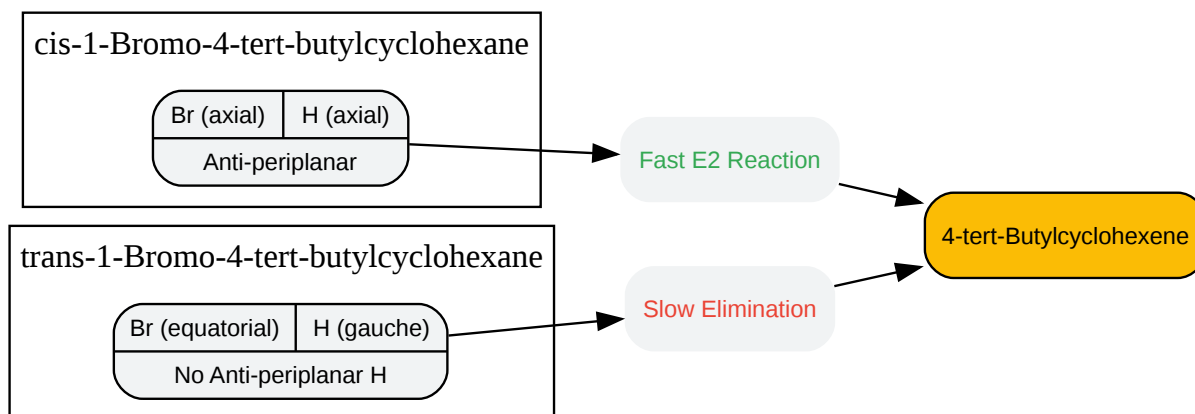 cis-1-Bromo-4-tert-butylcyclohexane
Br (axial)
H (axial)
Anti-periplanar
Fast E2 Reaction
trans-1-Bromo-4-tert-butylcyclohexane
Br (equatorial)
H (gauche)
No Anti-periplanar H
Slow Elimination
4-tert-Butylcyclohexene